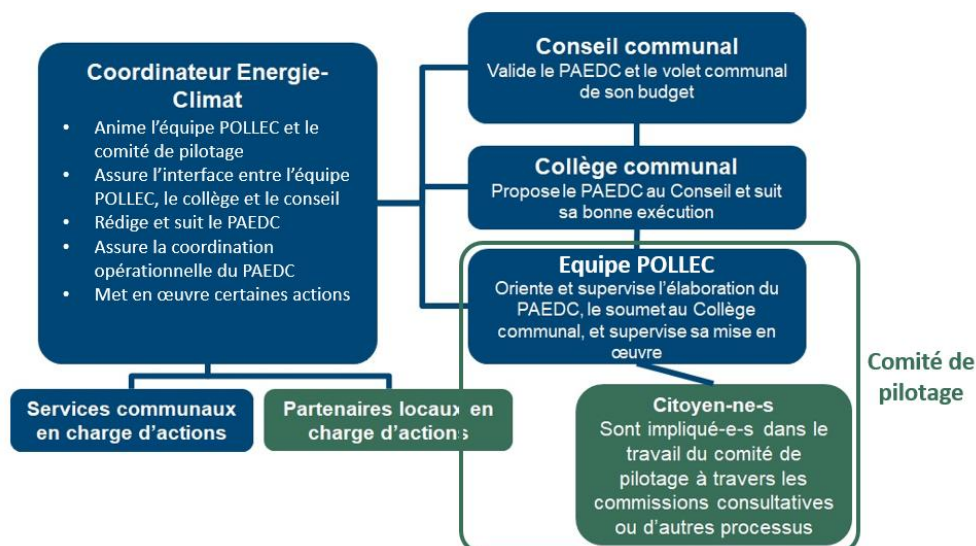 Coordinateur Energie-
Climat
• Anime l'équipe POLLEC et le
comité de pilotage
• Assure l'interface entre l'équipe
POLLEC, le collège et le conseil
• Rédige et suit le PAEDC
• Assure la coordination
opérationnelle du PAEDC
• Met en œuvre certaines actions
Conseil communal
Valide le PAEDC et le volet communal
de son budget
Collège communal
Propose le PAEDC au Conseil et suit
sa bonne exécution
Equipe POLLEC
Oriente et supervise l'élaboration du
PAEDC, le soumet au Collège
communal, et supervise sa mise en
œuvre
Comité de
pilotage
Services communaux
en charge d'actions
Partenaires locaux en
charge d'actions
Citoyen-ne-s
Sont impliqué-e-s dans le
travail du comité de
pilotage à travers les
commissions consultatives
ou d'autres processus